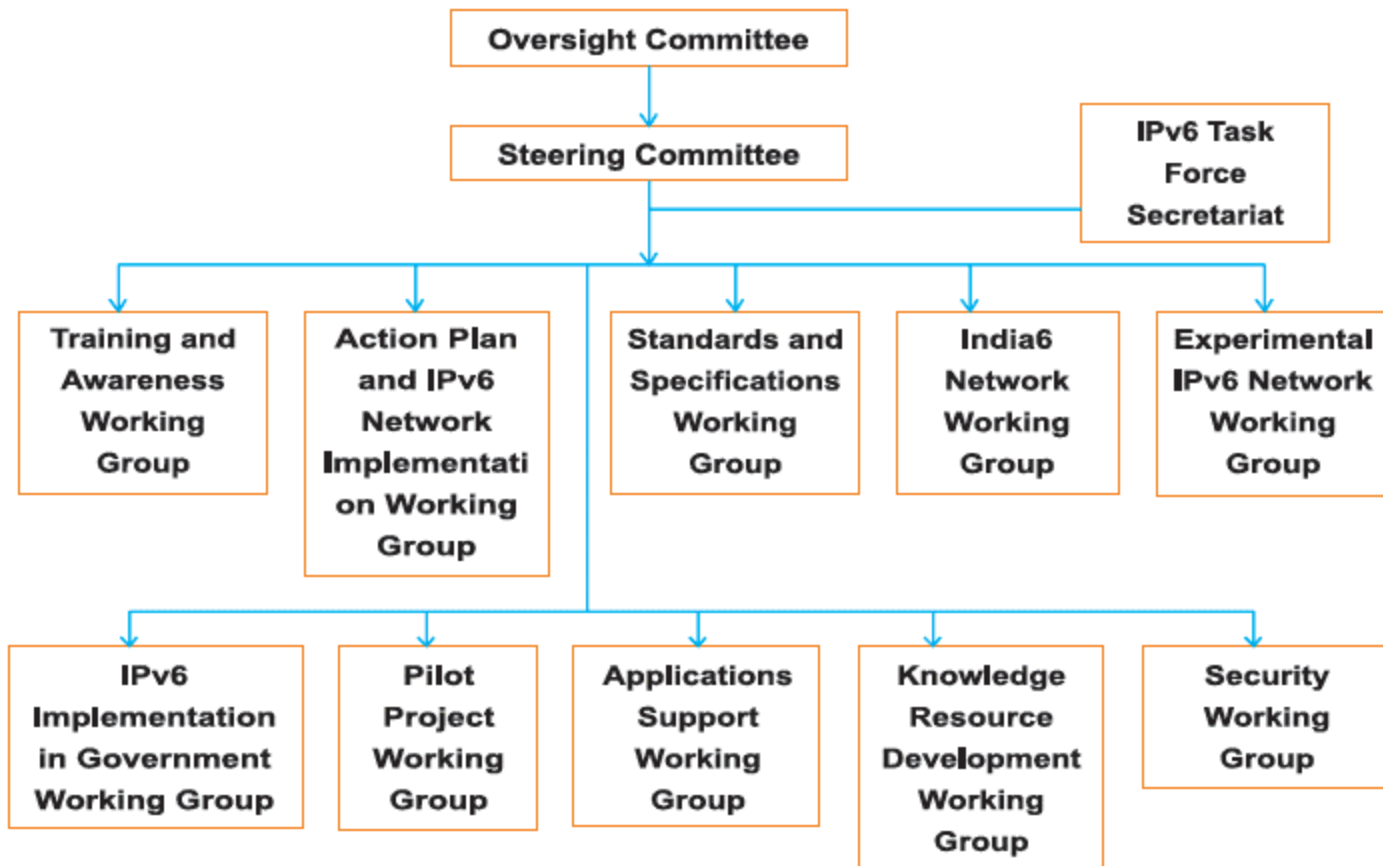 Oversight Committee
Steering Committee
IPv6 Task
Force
Secretariat
Training and
Awareness
Working
Group
Action Plan
and IPv6
Network
Implementati
on Working
Group
Standards and
Specifications
Working
Group
India6
Network
Working
Group
Experimental
IPv6 Network
Working
Group
IPv6
Implementation
in Government
Working Group
Pilot
Project
Working
Group
Applications
Support
Working
Group
Knowledge
Resource
Development
Working
Group
Security
Working
Group